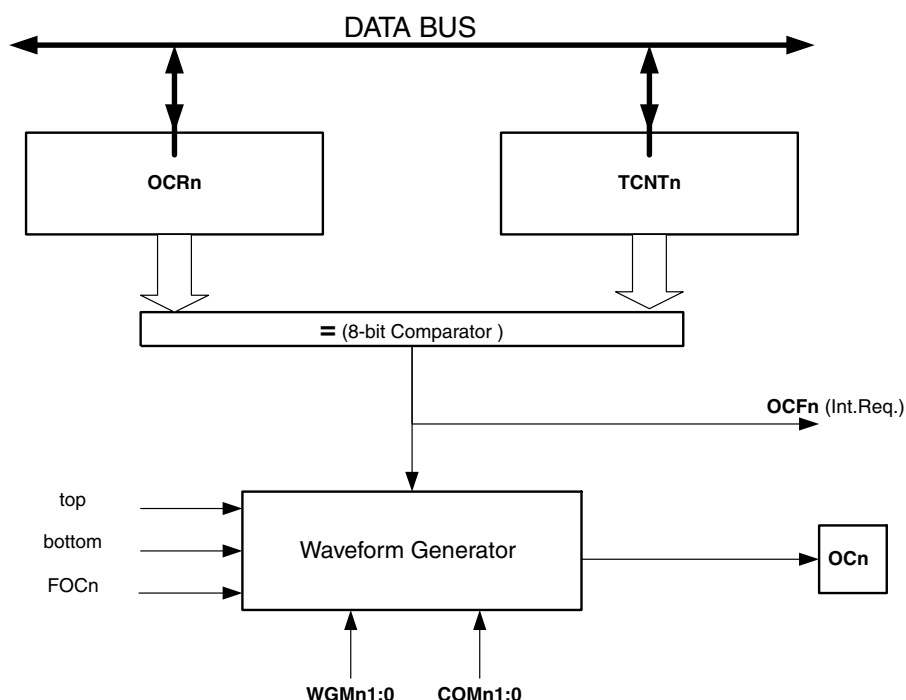 DATA BUS
OCRn
TCNTn
= (8-bit Comparator )
OCFn (Int.Req.)
top
bottom
FOCn
Waveform Generator
OCn
WGMn1:0 COMn1:0